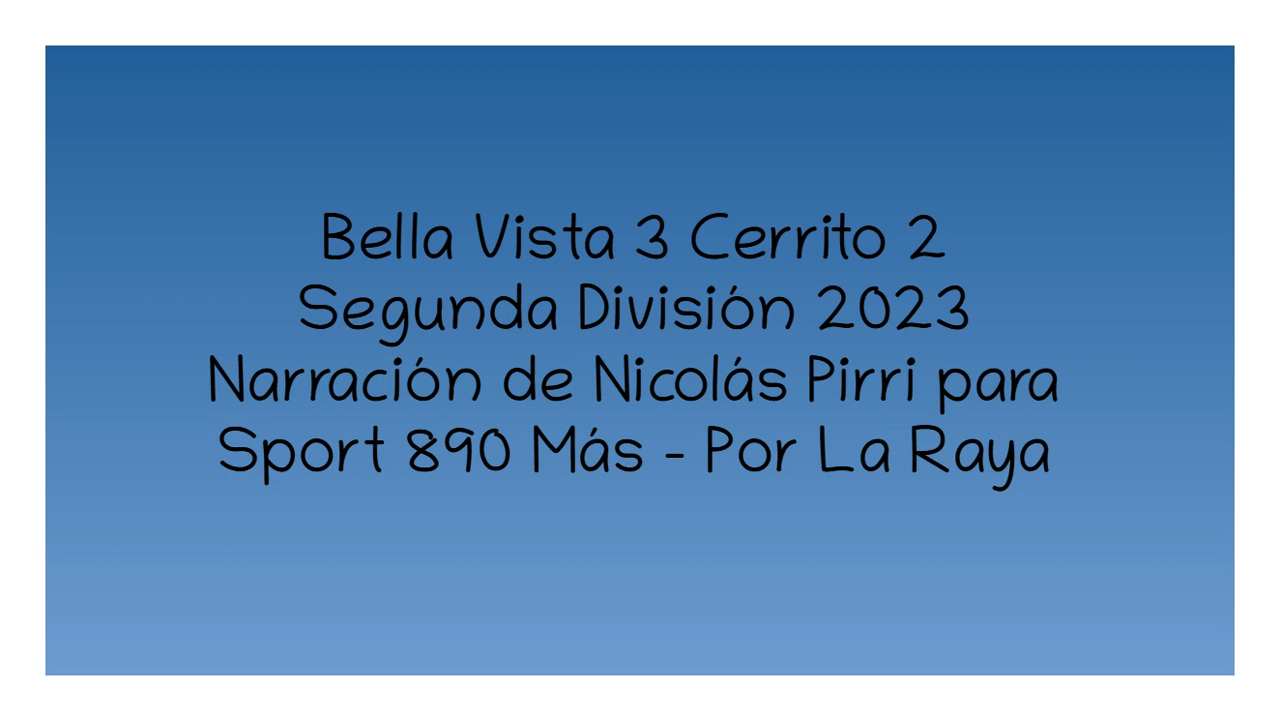 Bella Vista 3 Cerrito 2
Segunda División 2023
Narración de Nicolás Pirri para
Sport 890 Más - Por La Raya